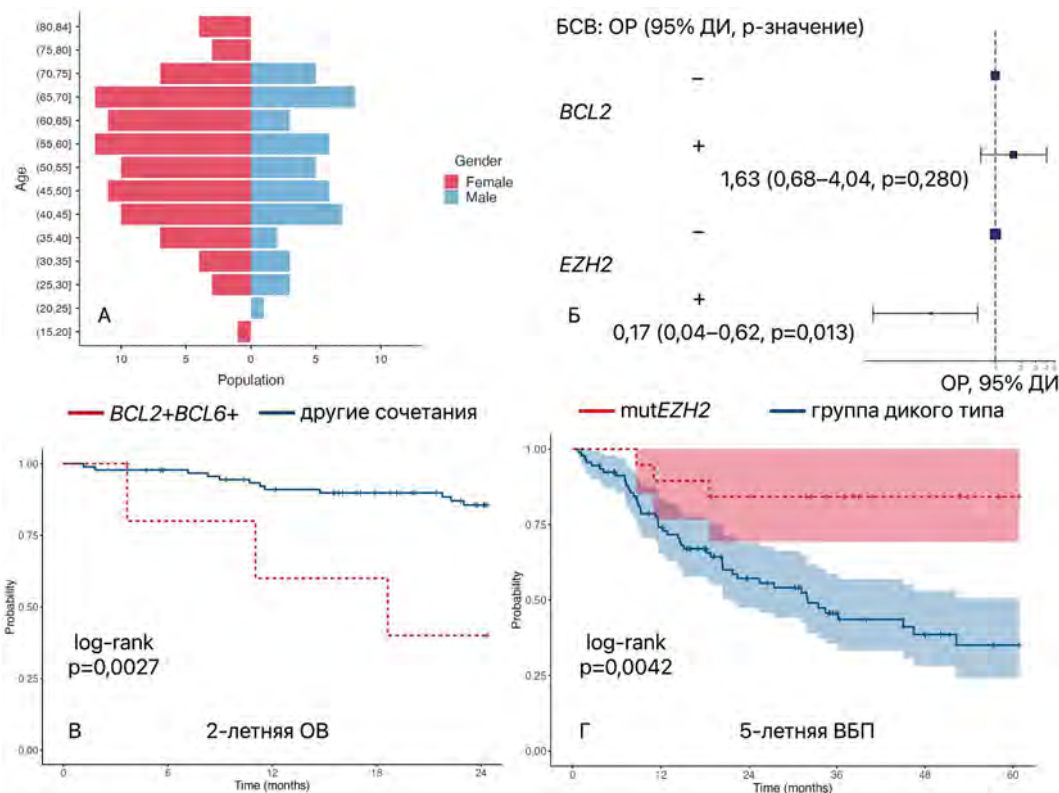 (80,84]
(75,80]
(70,75]
(65,70]
(60,65]
(55,60]
(50,55]
(45,50]
(40,45]
(35,40]
(30,35]
(25,30]
(20,25]
(15,20]
Age
10 5 0 5 10
Population
Gender
Female
Male
А
БСВ: ОР (95% ДИ, р-значение)
−
BCL2
+
1,63 (0,68–4,04, p=0,280)
−
EZH2
+
0,17 (0,04–0,62, p=0,013)
Б
ОР, 95% ДИ
BCL2+BCL6+ другие сочетания
1.00
0.75
0.50
0.25
0.00
Probability
log-rank
p=0,0027
В 2-летняя ОВ
0 6 12 18 24
Time (months)
mutEZH2 группа дикого типа
1.00
0.75
0.50
0.25
0.00
Probability
log-rank
p=0,0042
Г 5-летняя ВБП
0 12 24 36 48 60
Time (months)